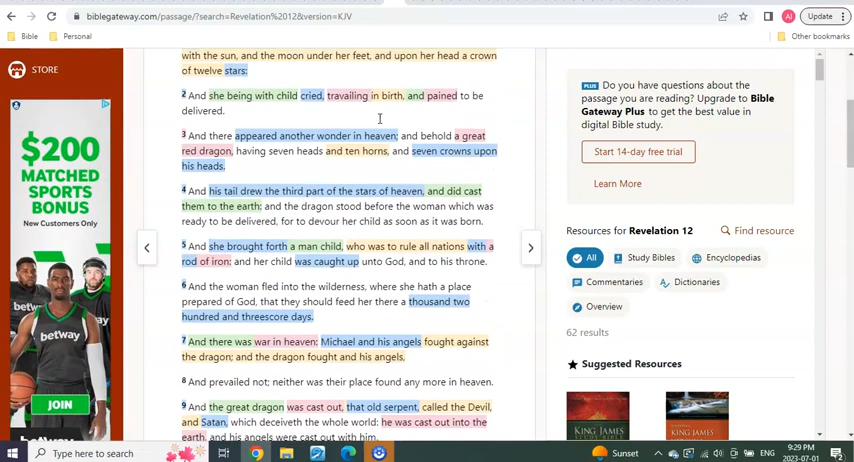 biblegateway.com/passage/?search=Revelation%2012&version=KJV
AI
Update
Bible
Personal
Other bookmarks
STORE
$200
MATCHED
SPORTS
BONUS
New Customers Only
betway
betway
JOIN
betway
with the sun, and the moon under her feet, and upon her head a crown
of twelve stars:
2 And she being with child cried, travailing in birth, and pained to be
delivered.
3 And there appeared another wonder in heaven; and behold a great
red dragon, having seven heads and ten horns, and seven crowns upon
his heads.
4 And his tail drew the third part of the stars of heaven, and did cast
them to the earth: and the dragon stood before the woman which was
ready to be delivered, for to devour her child as soon as it was born.
5 And she brought forth a man child, who was to rule all nations with a
rod of iron: and her child was caught up unto God, and to his throne.
6 And the woman fled into the wilderness, where she hath a place
prepared of God, that they should feed her there a thousand two
hundred and threescore days.
7 And there was war in heaven: Michael and his angels fought against
the dragon; and the dragon fought and his angels,
8 And prevailed not; neither was their place found any more in heaven.
9 And the great dragon was cast out, that old serpent, called the Devil,
and Satan, which deceiveth the whole world: he was cast out into the
earth, and his angels were cast out with him.
PLUS Do you have questions about the
passage you are reading? Upgrade to Bible
Gateway Plus to get the best value in
digital Bible study.
Start 14-day free trial
Learn More
Resources for Revelation 12
Find resource
All
Study Bibles
Encyclopedias
Commentaries
Dictionaries
Overview
62 results
Suggested Resources
KING JAMES
KING JAMES
Type here to search
Sunset
ENG
9:29 PM
2023-07-01
2